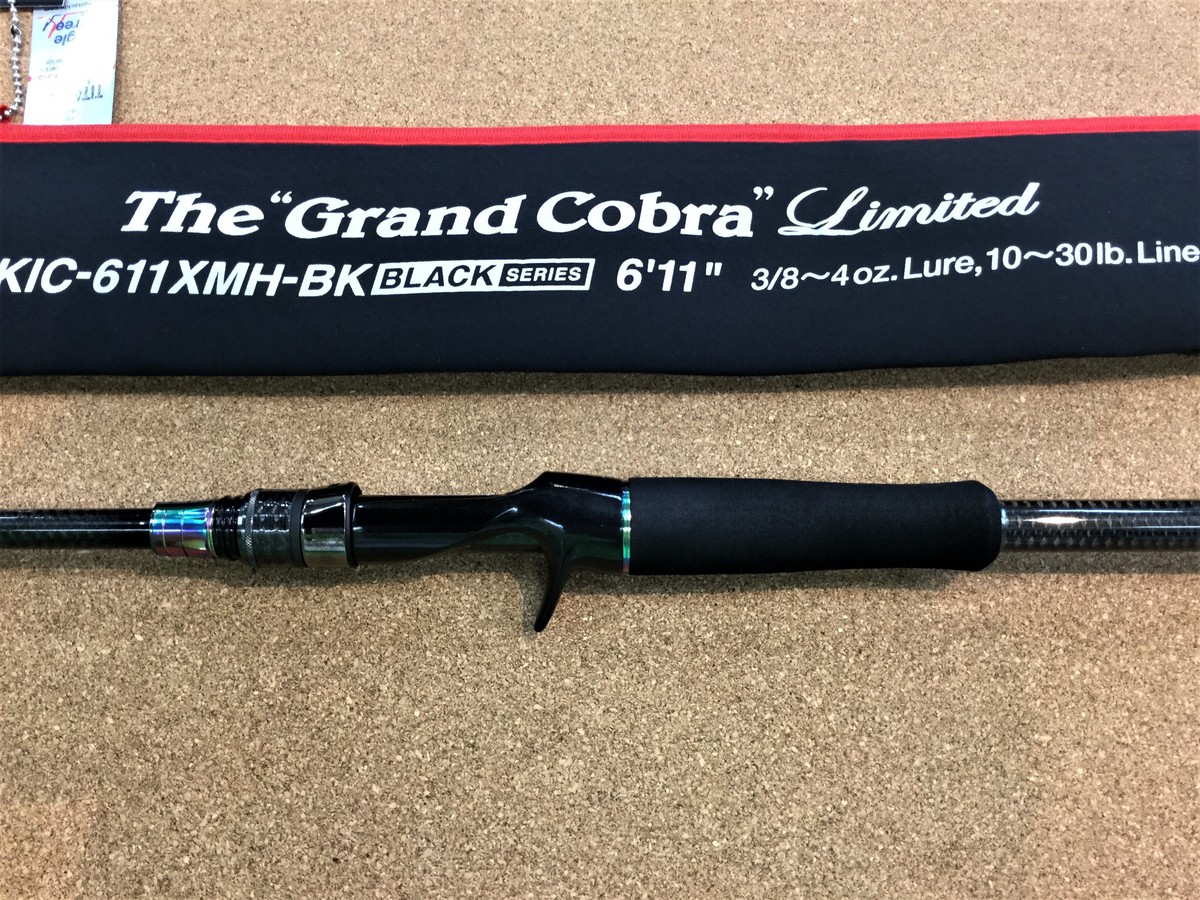 The “Grand Cobra” Limited
KIC-611XMH-BK BLACK SERIES 6'11" 3/8～4oz. Lure, 10～30lb. Line